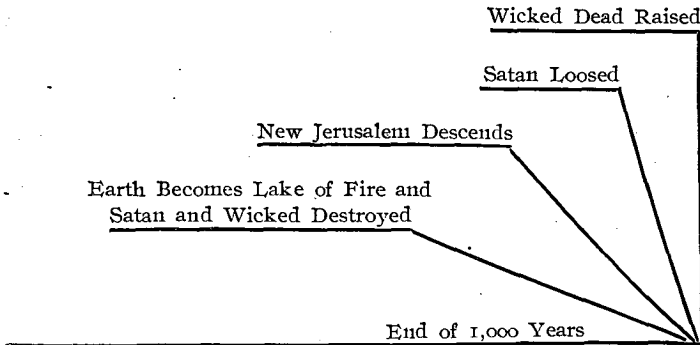 Wicked Dead Raised
Satan Loosed
New Jerusalem Descends
Earth Becomes Lake of Fire and
Satan and Wicked Destroyed
End of 1,000 Years